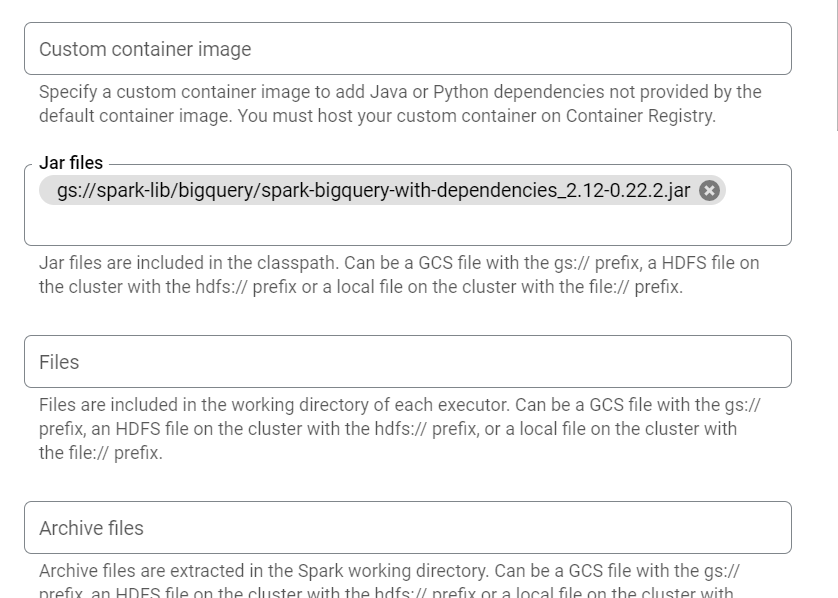 Custom container image
Specify a custom container image to add Java or Python dependencies not provided by the
default container image. You must host your custom container on Container Registry.
Jar files
gs://spark-lib/bigquery/spark-bigquery-with-dependencies_2.12-0.22.2.jar
Jar files are included in the classpath. Can be a GCS file with the gs:// prefix, a HDFS file on
the cluster with the hdfs:// prefix or a local file on the cluster with the file:// prefix.
Files
Files are included in the working directory of each executor. Can be a GCS file with the gs://
prefix, an HDFS file on the cluster with the hdfs:// prefix, or a local file on the cluster with
the file:// prefix.
Archive files
Archive files are extracted in the Spark working directory. Can be a GCS file with the gs://
prefix, an HDFS file on the cluster with the hdfs:// prefix or a local file on the cluster with